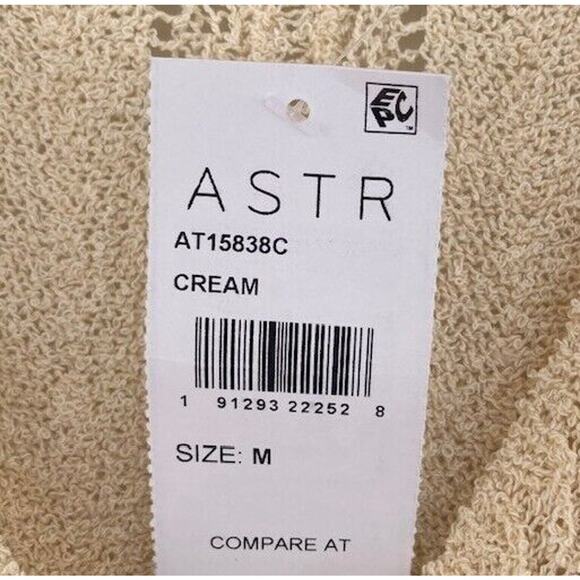 EPC
ASTR
AT15838C
CREAM
1 91293 22252 8
SIZE: M
COMPARE AT